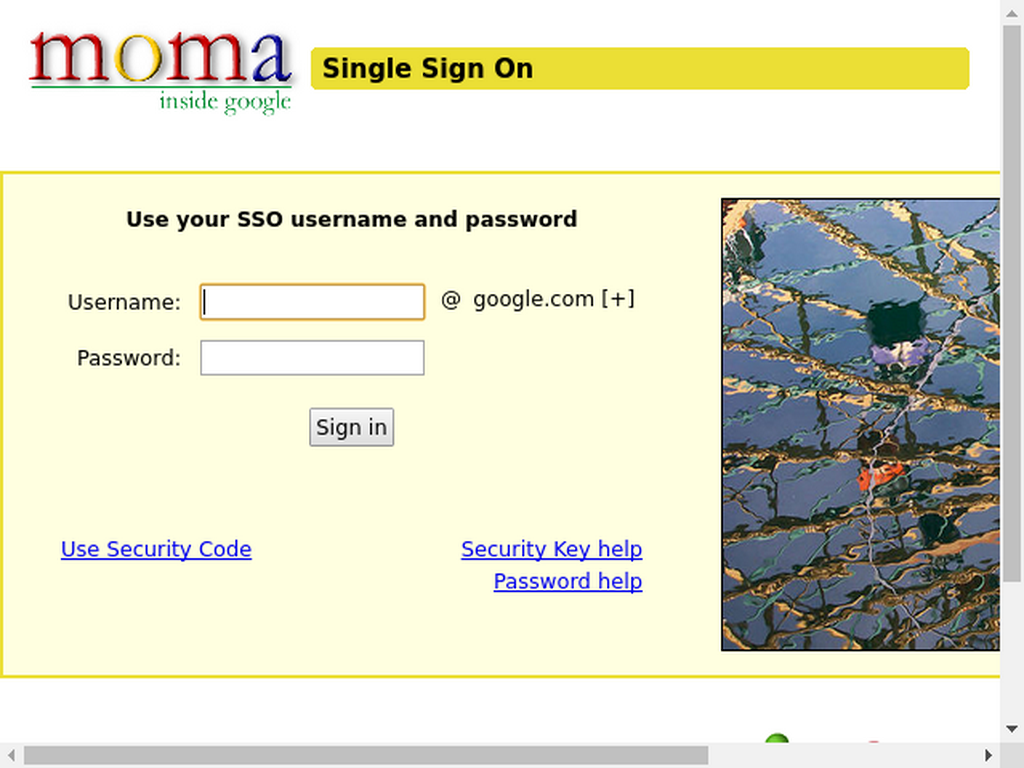 moma
inside google
Single Sign On
Use your SSO username and password
Username: @ google.com [+]
Password:
Sign in
Use Security Code
Security Key help
Password help